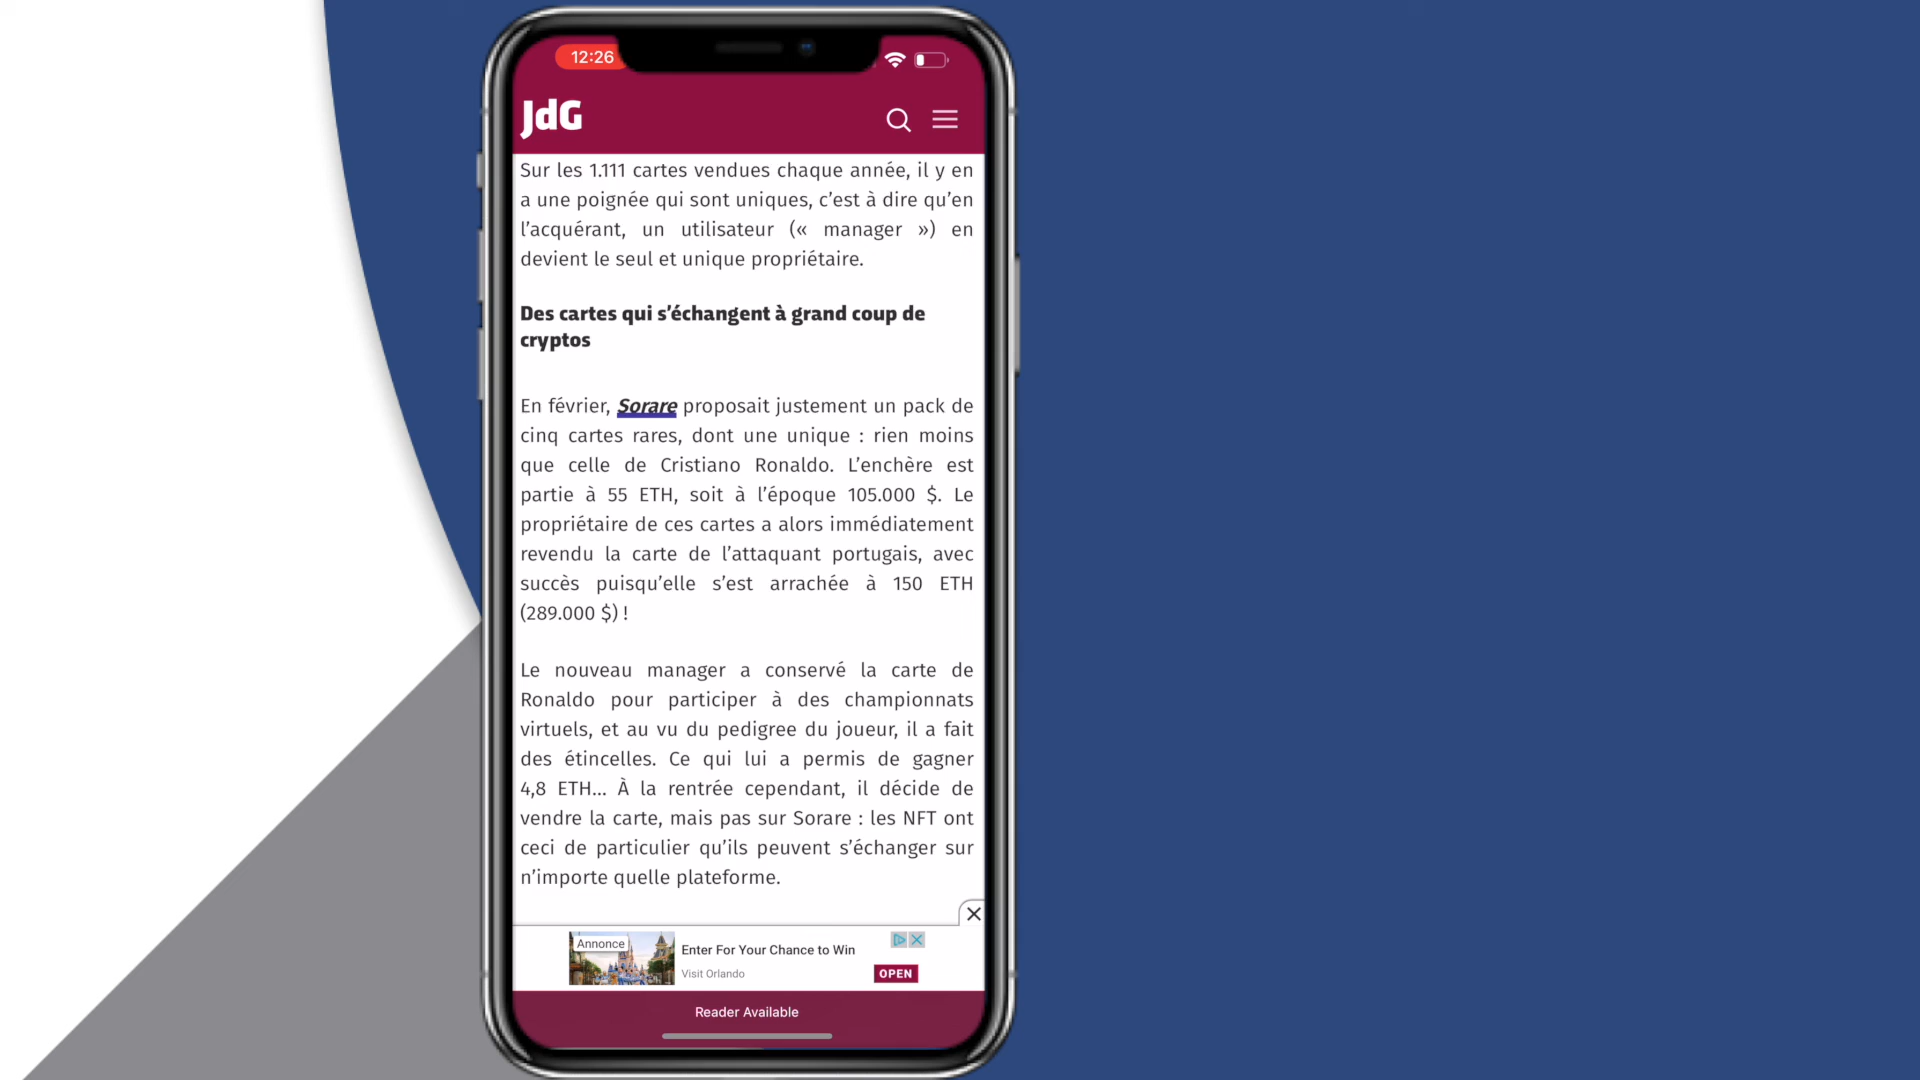 12:26
JdG
Sur les 1.111 cartes vendues chaque année, il y en
a une poignée qui sont uniques, c’est à dire qu’en
l’acquérant, un utilisateur (« manager ») en
devient le seul et unique propriétaire.
Des cartes qui s’échangent à grand coup de
cryptos
En février, Sorare proposait justement un pack de
cinq cartes rares, dont une unique : rien moins
que celle de Cristiano Ronaldo. L’enchère est
partie à 55 ETH, soit à l’époque 105.000 $. Le
propriétaire de ces cartes a alors immédiatement
revendu la carte de l’attaquant portugais, avec
succès puisqu’elle s’est arrachée à 150 ETH
(289.000 $) !
Le nouveau manager a conservé la carte de
Ronaldo pour participer à des championnats
virtuels, et au vu du pedigree du joueur, il a fait
des étincelles. Ce qui lui a permis de gagner
4,8 ETH… À la rentrée cependant, il décide de
vendre la carte, mais pas sur Sorare : les NFT ont
ceci de particulier qu’ils peuvent s’échanger sur
n’importe quelle plateforme.
Annonce
Enter For Your Chance to Win
Visit Orlando
OPEN
Reader Available